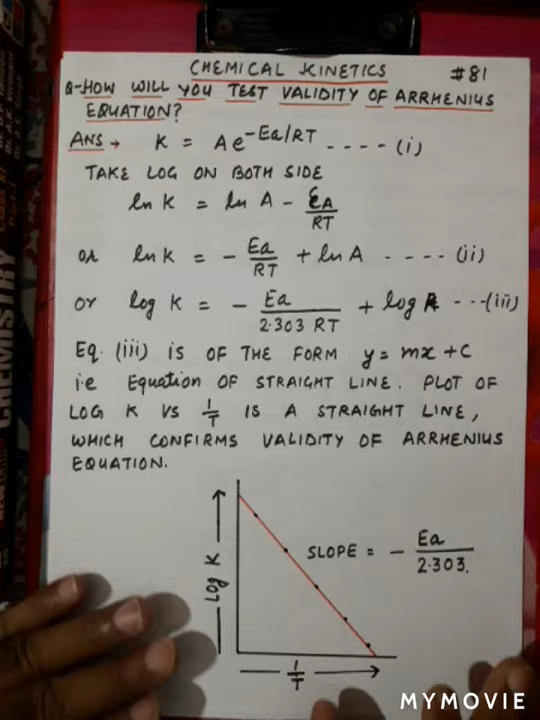 CHEMICAL KINETICS #81
Q-HOW WILL YOU TEST VALIDITY OF ARRHENIUS
EQUATION?
ANS → K = Ae^-Ea/RT ---- (i)
TAKE LOG ON BOTH SIDE
ln K = ln A - EA/RT
or ln K = - Ea/RT + ln A ---- (ii)
or log K = - Ea/2.303 RT + log A ---(iii)
Eq. (iii) IS OF THE FORM y = mx + C
i.e EQUATION OF STRAIGHT LINE. PLOT OF
LOG K VS 1/T IS A STRAIGHT LINE,
WHICH CONFIRMS VALIDITY OF ARRHENIUS
EQUATION.
LOG K →
SLOPE = - Ea/2.303.
1/T →
MYMOVIE